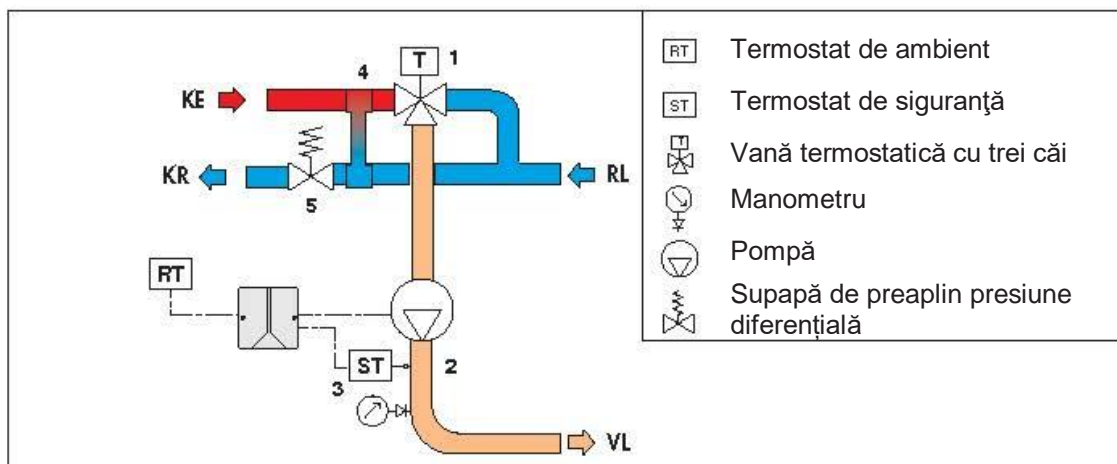 T
1
4
KE
KR
5
RL
RT
ST
3
2
VL
RT Termostat de ambient
ST Termostat de siguranţă
T Vană termostatică cu trei căi
Manometru
Pompă
Supapă de preaplin presiune
diferențială